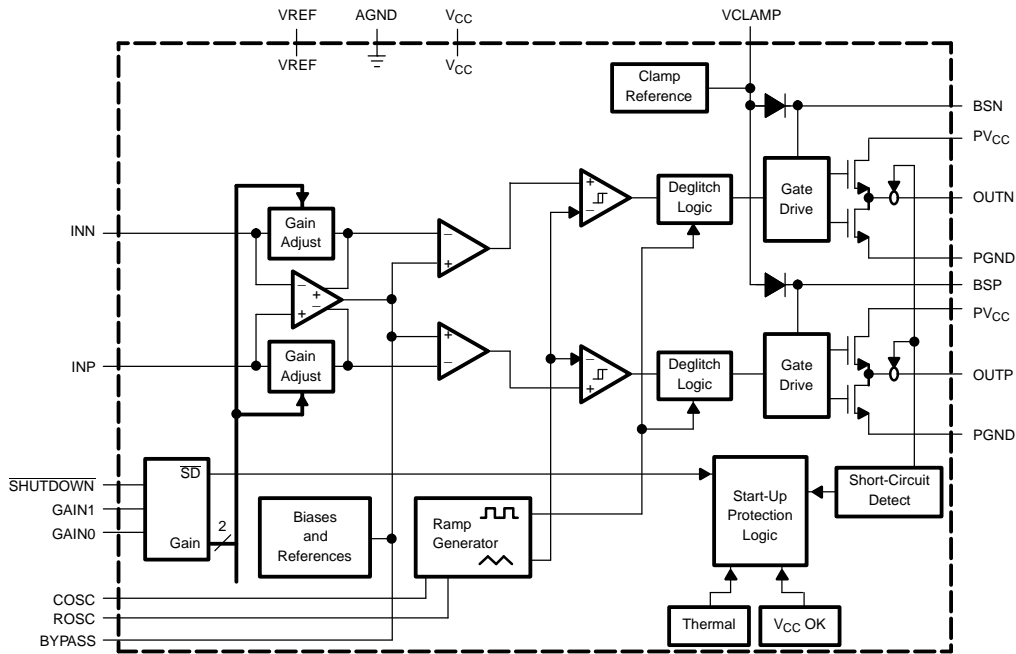 VREF
AGND
VCC
VCLAMP
VREF
VCC
Clamp
Reference
BSN
PVCC
Gain
Adjust
+
−
Deglitch
Logic
Gate
Drive
OUTN
INN
−
+
−
+
−
+
PGND
BSP
PVCC
INP
Gain
Adjust
+
−
−
+
Deglitch
Logic
Gate
Drive
OUTP
PGND
SHUTDOWN
GAIN1
GAIN0
SD
Gain
2
Biases
and
References
Ramp
Generator
Start-Up
Protection
Logic
Short-Circuit
Detect
COSC
ROSC
BYPASS
Thermal
VCC OK